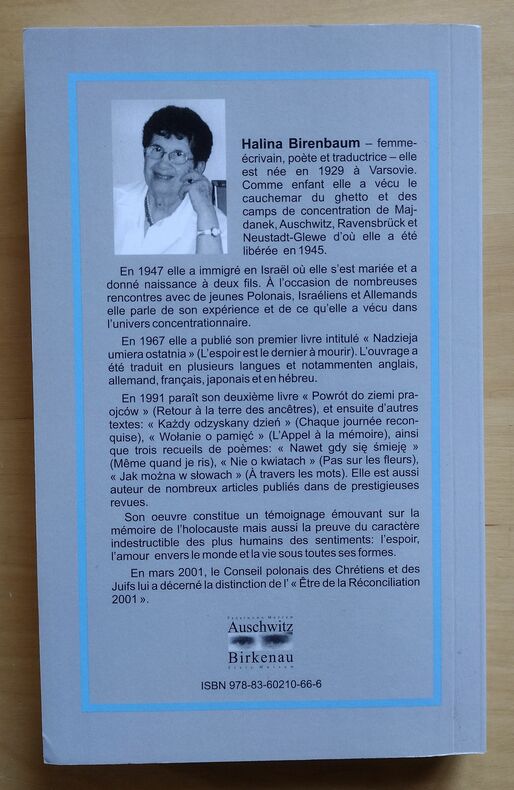 Halina Birenbaum – femme-
écrivain, poète et traductrice – elle
est née en 1929 à Varsovie.
Comme enfant elle a vécu le
cauchemar du ghetto et des
camps de concentration de Maj-
danek, Auschwitz, Ravensbrück et
Neustadt-Glewe d'où elle a été
libérée en 1945.
En 1947 elle a immigré en Israël où elle s'est mariée et a
donné naissance à deux fils. À l'occasion de nombreuses
rencontres avec de jeunes Polonais, Israéliens et Allemands
elle parle de son expérience et de ce qu'elle a vécu dans
l'univers concentrationnaire.
En 1967 elle a publié son premier livre intitulé « Nadzieja
umiera ostatnia » (L'espoir est le dernier à mourir). L'ouvrage a
été traduit en plusieurs langues et notammenten anglais,
allemand, français, japonais et en hébreu.
En 1991 paraît son deuxième livre « Powrót do ziemi pra-
ojców » (Retour à la terre des ancêtres), et ensuite d'autres
textes: « Każdy odzyskany dzień » (Chaque journée recon-
quise), « Wołanie o pamięć » (L'Appel à la mémoire), ainsi
que trois recueils de poèmes: « Nawet gdy się śmieję »
(Même quand je ris), « Nie o kwiatach » (Pas sur les fleurs),
« Jak można w słowach » (À travers les mots). Elle est aussi
auteur de nombreux articles publiés dans de prestigieuses
revues.
Son oeuvre constitue un témoignage émouvant sur la
mémoire de l'holocauste mais aussi la preuve du caractère
indestructible des plus humains des sentiments: l'espoir,
l'amour envers le monde et la vie sous toutes ses formes.
En mars 2001, le Conseil polonais des Chrétiens et des
Juifs lui a décerné la distinction de l' « Être de la Réconciliation
2001 ».
Państwowe Muzeum
Auschwitz
Birkenau
State Museum
ISBN 978-83-60210-66-6